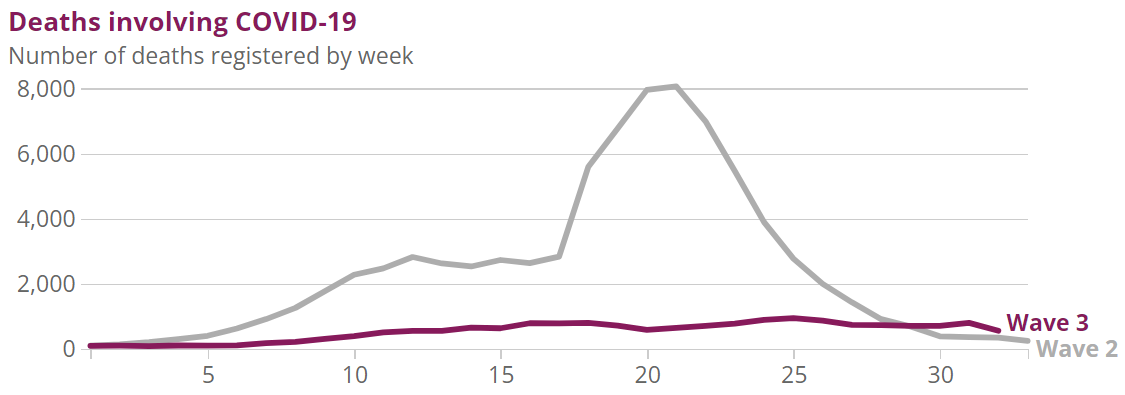 Deaths involving COVID-19
Number of deaths registered by week
8,000
6,000
4,000
2,000
0
Wave 3
Wave 2
5
10
15
20
25
30